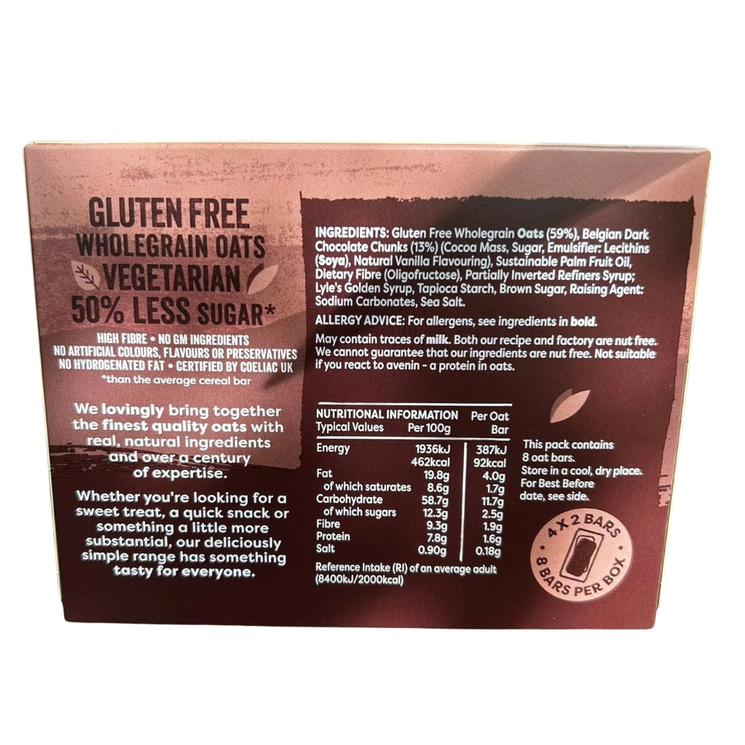 GLUTEN FREE
WHOLEGRAIN OATS
VEGETARIAN
50% LESS SUGAR*
HIGH FIBRE • NO GM INGREDIENTS
NO ARTIFICIAL COLOURS, FLAVOURS OR PRESERVATIVES
NO HYDROGENATED FAT • CERTIFIED BY COELIAC UK
*than the average cereal bar
We lovingly bring together
the finest quality oats with
real, natural ingredients
and over a century
of expertise.
Whether you're looking for a
sweet treat, a quick snack or
something a little more
substantial, our deliciously
simple range has something
tasty for everyone.
INGREDIENTS: Gluten Free Wholegrain Oats (59%), Belgian Dark
Chocolate Chunks (13%) (Cocoa Mass, Sugar, Emulsifier: Lecithins
(Soya), Natural Vanilla Flavouring), Sustainable Palm Fruit Oil,
Dietary Fibre (Oligofructose), Partially Inverted Refiners Syrup;
Lyle's Golden Syrup, Tapioca Starch, Brown Sugar, Raising Agent:
Sodium Carbonates, Sea Salt.
ALLERGY ADVICE: For allergens, see ingredients in bold.
May contain traces of milk. Both our recipe and factory are nut free.
We cannot guarantee that our ingredients are nut free. Not suitable
if you react to avenin - a protein in oats.
NUTRITIONAL INFORMATION Per Oat
Typical Values Per 100g Bar
Energy 1936kJ 387kJ
462kcal 92kcal
Fat 19.8g 4.0g
of which saturates 8.6g 1.7g
Carbohydrate 58.7g 11.7g
of which sugars 12.3g 2.5g
Fibre 9.3g 1.9g
Protein 7.8g 1.6g
Salt 0.90g 0.18g
Reference Intake (RI) of an average adult
(8400kJ/2000kcal)
This pack contains
8 oat bars.
Store in a cool, dry place.
For Best Before
date, see side.
4 X 2 BARS
• 8 BARS PER BOX •